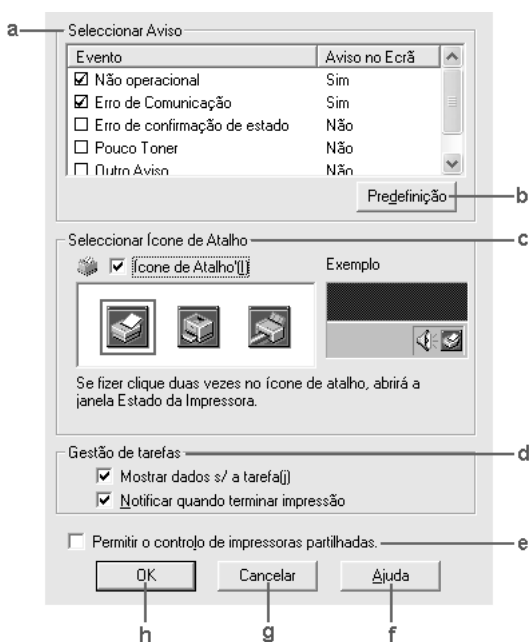 a
Seleccionar Aviso
Evento Aviso no Ecrã
Não operacional Sim
Erro de Comunicação Sim
Erro de confirmação de estado Não
Pouco Toner Não
Outro Aviso Não
Predefinição b
Seleccionar Ícone de Atalho c
Ícone de Atalho'(I) Exemplo
Se fizer clique duas vezes no ícone de atalho, abrirá a
janela Estado da Impressora.
Gestão de tarefas d
Mostrar dados s/ a tarefa(j)
Notificar quando terminar impressão
Permitir o controlo de impressoras partilhadas. e
OK Cancelar Ajuda
h g f